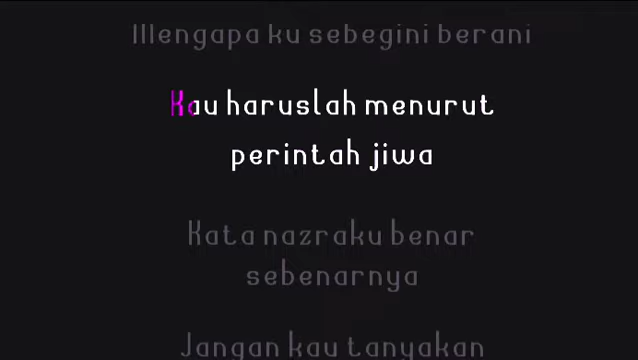 Mengapa ku sebegini berani
Kau haruslah menurut
perintah jiwa
Kata nazraku benar
sebenarnya
Jangan kau tanyakan